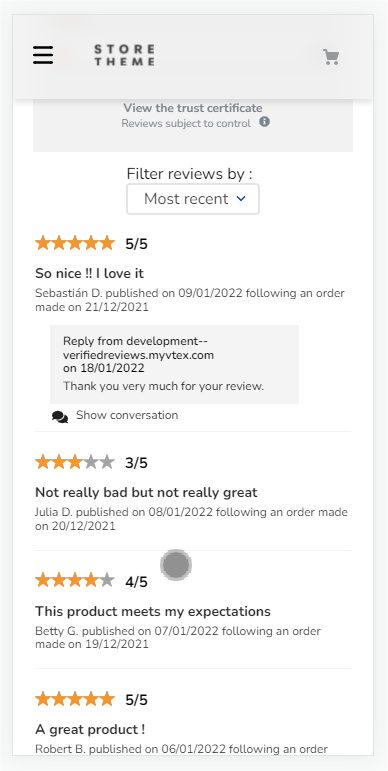 STORE
THEME
View the trust certificate
Reviews subject to control
Filter reviews by :
Most recent
5/5
So nice !! I love it
Sebastián D. published on 09/01/2022 following an order
made on 21/12/2021
Reply from development--
verifiedreviews.myvtex.com
on 18/01/2022
Thank you very much for your review.
Show conversation
3/5
Not really bad but not really great
Julia D. published on 08/01/2022 following an order made
on 20/12/2021
4/5
This product meets my expectations
Betty G. published on 07/01/2022 following an order
made on 19/12/2021
5/5
A great product !
Robert B. published on 06/01/2022 following an order